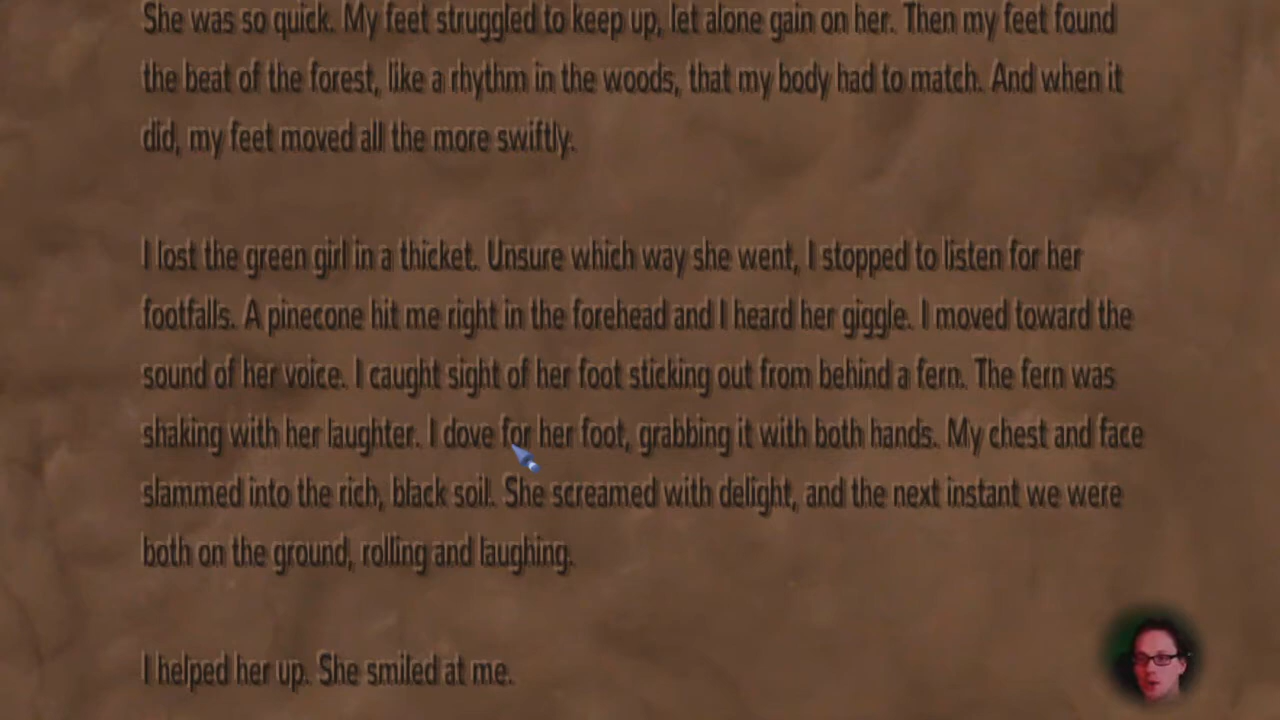 She was so quick. My feet struggled to keep up, let alone gain on her. Then my feet found
the beat of the forest, like a rhythm in the woods, that my body had to match. And when it
did, my feet moved all the more swiftly.
I lost the green girl in a thicket. Unsure which way she went, I stopped to listen for her
footfalls. A pinecone hit me right in the forehead and I heard her giggle. I moved toward the
sound of her voice. I caught sight of her foot sticking out from behind a fern. The fern was
shaking with her laughter. I dove for her foot, grabbing it with both hands. My chest and face
slammed into the rich, black soil. She screamed with delight, and the next instant we were
both on the ground, rolling and laughing.
I helped her up. She smiled at me.